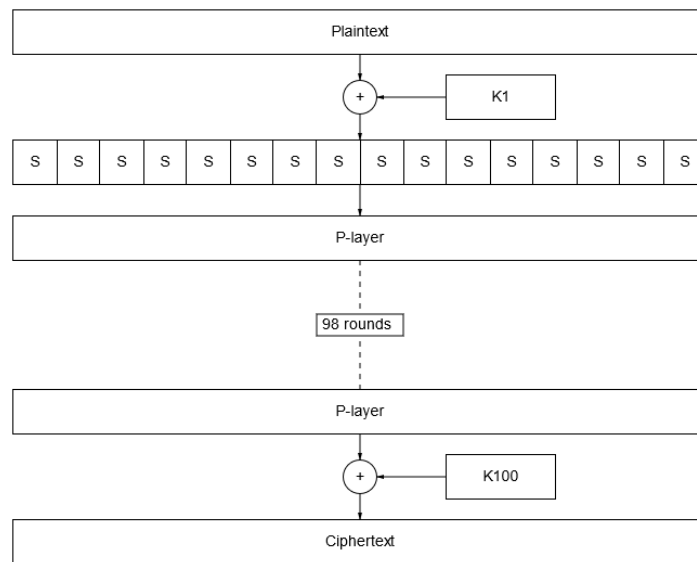 Plaintext
+
K1
S S S S S S S S S S S S S S S S
P-layer
98 rounds
P-layer
+
K100
Ciphertext